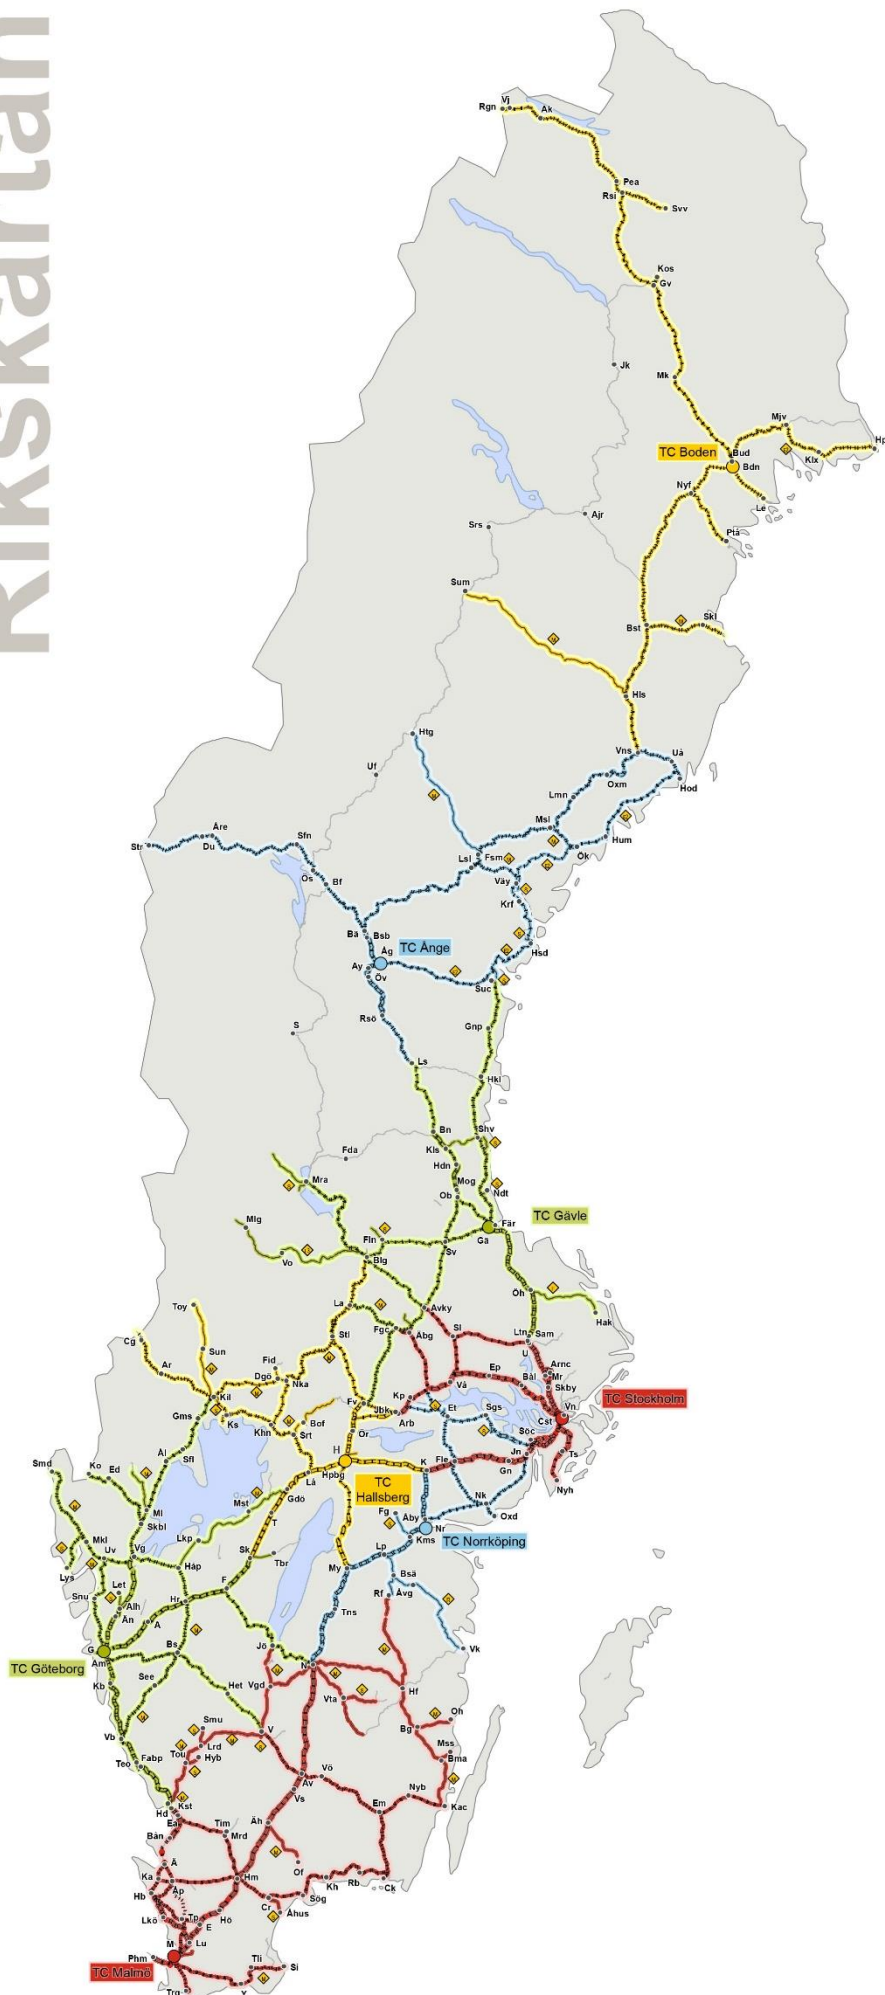 Rikskartan
Rgn
Vj
Ak
Pea
Rsi
Svv
Kos
Gv
Jk
Mk
Mjv
Hp
Klx
TC Boden
Bud
Bdn
Nyf
Le
Ptå
Ajr
Srs
Sum
Bst
Skl
Hls
Htg
Vns
Uå
Uf
Oxm
Hod
Lmn
Åre
Msl
Str
Du
Sfn
Hum
Ök
Lsl
Fsm
Ös
Bf
Väy
Krf
Bä
Bsb
Åg
TC Ånge
Hsd
Ay
Öv
Suc
Rsö
S
Gnp
Ls
Hkl
Bn
Shv
Kls
Fda
Hdn
Mra
Mog
Ob
Ndt
Mlg
TC Gävle
Fär
Gä
Fln
Sv
Vo
Blg
Öh
Toy
La
Avky
Hak
Fgc
Äbg
Sl
Ltn
Sam
Cg
Stl
U
Sun
Ar
Fid
Ep
Arnc
Dgö
Nka
Vå
Bål
Mr
Skby
Kil
Kp
TC Stockholm
Fv
Jbk
Et
Sgs
Vn
Gms
Ks
Bof
Arb
Cst
Khn
Srt
Ör
Söc
H
Jn
Ts
Smd
Ko
Ål
Sfl
Hpbg
K
Fle
Gn
Ed
Lå
Nyh
TC
Hallsberg
Gdö
Ml
Mst
Nk
Skbl
T
Fg
Åby
Oxd
Nr
Mkl
Lkp
Kms
TC Norrköping
Uv
Vg
Sk
Lp
Håp
Tbr
My
Lys
Bsä
Let
F
Rf
Åvg
Snu
Hr
Alh
Tns
An
A
G
Jö
Vk
Bs
TC Göteborg
Am
N
Kb
See
Het
Vgd
Hf
Vta
Oh
Vb
Smu
V
Bg
Lrd
Mss
Tou
Hyb
Bma
Teo
Fabp
Vö
Av
Kst
Vs
Nyb
Hd
Em
Kac
Ea
Tim
Äh
Bån
Mrd
Å
Of
Ka
Hm
Kh
Rb
Åp
Ck
Hb
Cr
Sög
Tp
Hö
Åhus
Lkö
E
M
Lu
Phm
Tli
Si
TC Malmö
Trg
Y